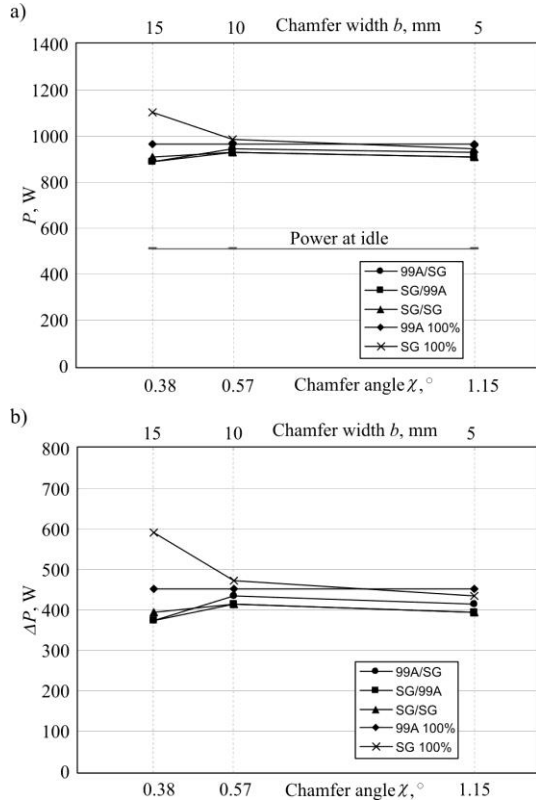 a)
15 10 Chamfer width b, mm 5
1400
1200
1000
800
600
400
200
0
P, W
Power at idle
99A/SG
SG/99A
SG/SG
99A 100%
SG 100%
0.38 0.57 Chamfer angle χ, ° 1.15
b)
15 10 Chamfer width b, mm 5
800
700
600
500
400
300
200
100
0
ΔP, W
99A/SG
SG/99A
SG/SG
99A 100%
SG 100%
0.38 0.57 Chamfer angle χ, ° 1.15